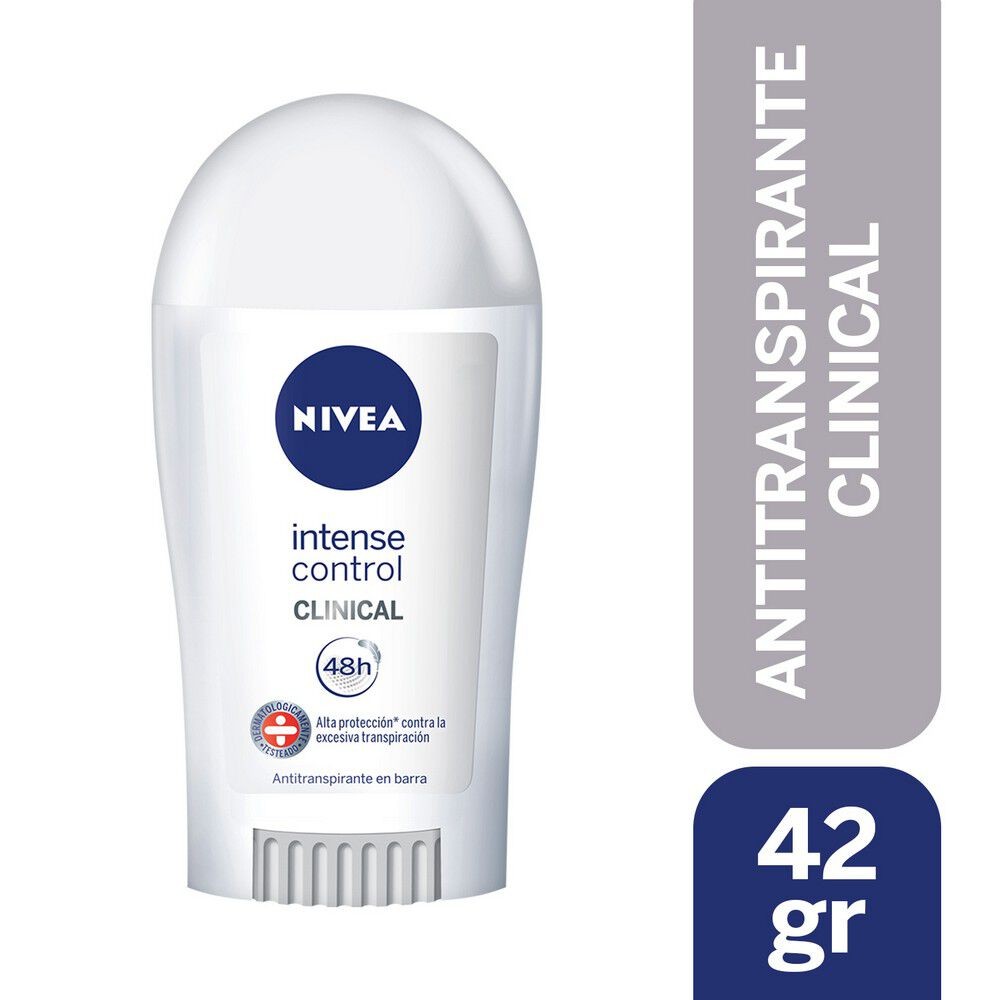 NIVEA
intense
control
CLINICAL
48h
DERMATOLOGICAMENTE
•TESTEADO•
Alta protección* contra la
excesiva transpiración
Antitranspirante en barra
ANTITRANSPIRANTE
CLINICAL
42
gr